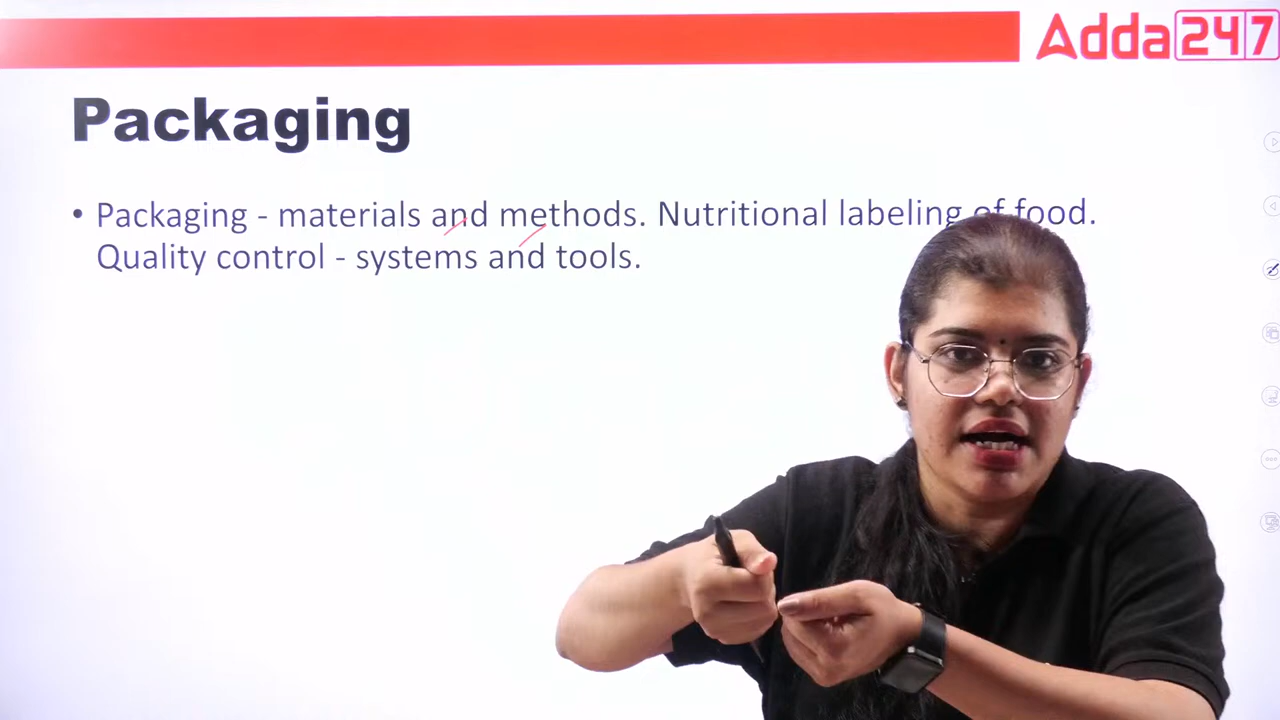 Adda247
Packaging
• Packaging - materials and methods. Nutritional labeling of food.
Quality control - systems and tools.